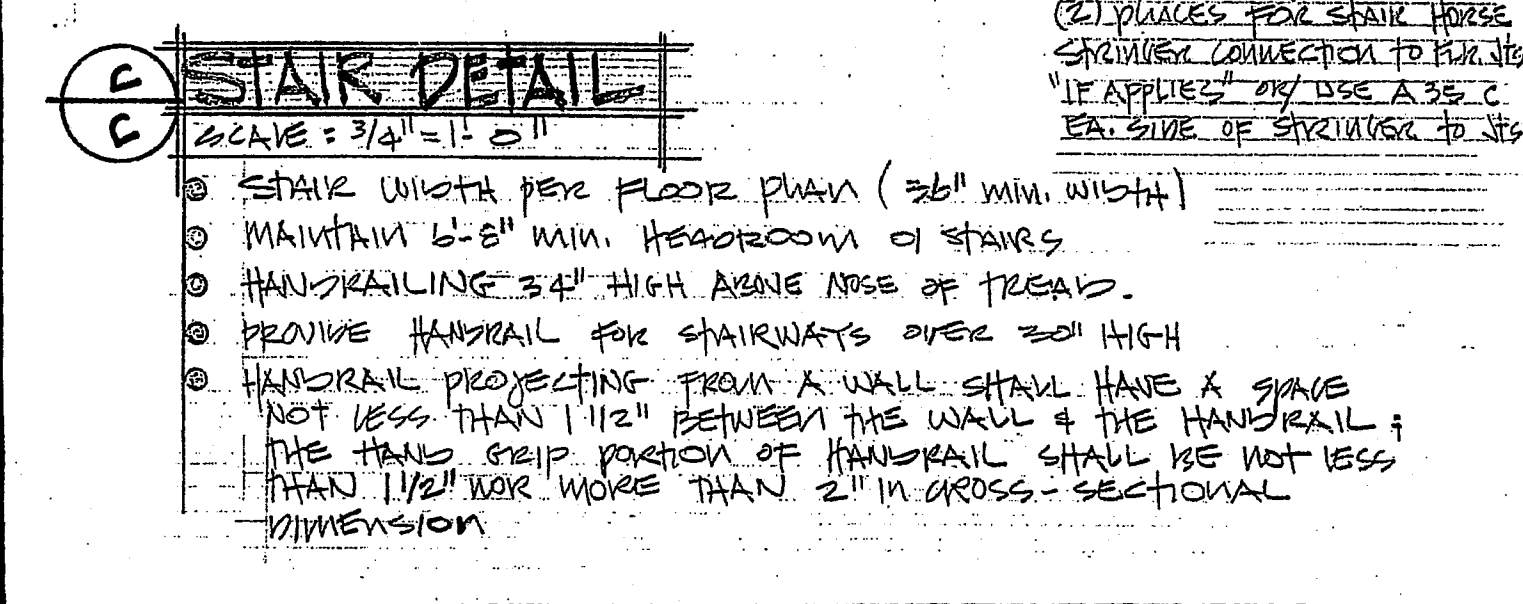 (2) PLACES FOR STAIR HORSE
STRINGER CONNECTION TO FLR. JTS
"IF APPLIES" OR/ USE A35 C
EA. SIDE OF STRINGER TO JTS
C
C
STAIR DETAIL
SCALE : 3/4" = 1'- 0"
STAIR WIDTH PER FLOOR PLAN ( 36" MIN. WIDTH)
MAINTAIN 6'-8" MIN. HEADROOM @ STAIRS
HANDRAILING 34" HIGH ABOVE NOSE OF TREAD.
PROVIDE HANDRAIL FOR STAIRWAYS OVER 30" HIGH
HANDRAIL PROJECTING FROM A WALL SHALL HAVE A SPACE
NOT LESS THAN 1 1/2" BETWEEN THE WALL & THE HANDRAIL ;
THE HAND GRIP PORTION OF HANDRAIL SHALL BE NOT LESS
THAN 1 1/2" NOR MORE THAN 2" IN CROSS-SECTIONAL
DIMENSION